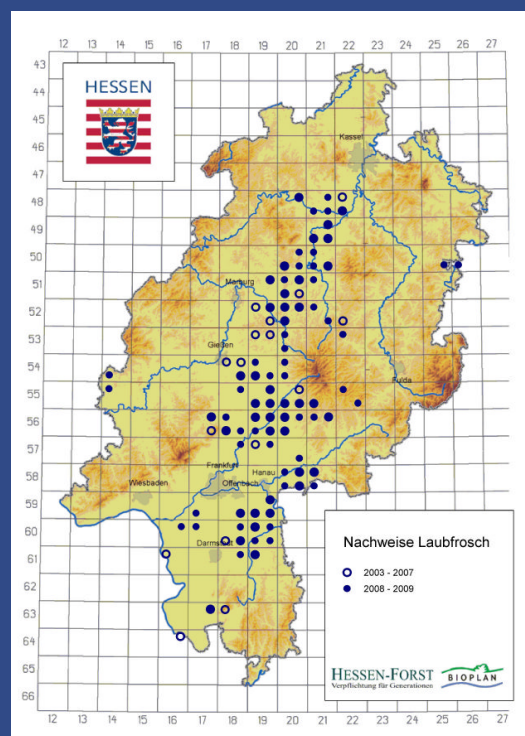 12 13 14 15 16 17 18 19 20 21 22 23 24 25 26 27
43
44
45
46
47
48
49
50
51
52
53
54
55
56
57
58
59
60
61
62
63
64
65
66
HESSEN
Kassel
Marburg
Gießen
Fulda
Frankfurt
Hanau
Wiesbaden
Offenbach
Darmstadt
Nachweise Laubfrosch
2003 - 2007
2008 - 2009
HESSEN-FORST
Verpflichtung für Generationen
BIOPLAN
12 13 14 15 16 17 18 19 20 21 22 23 24 25 26 27